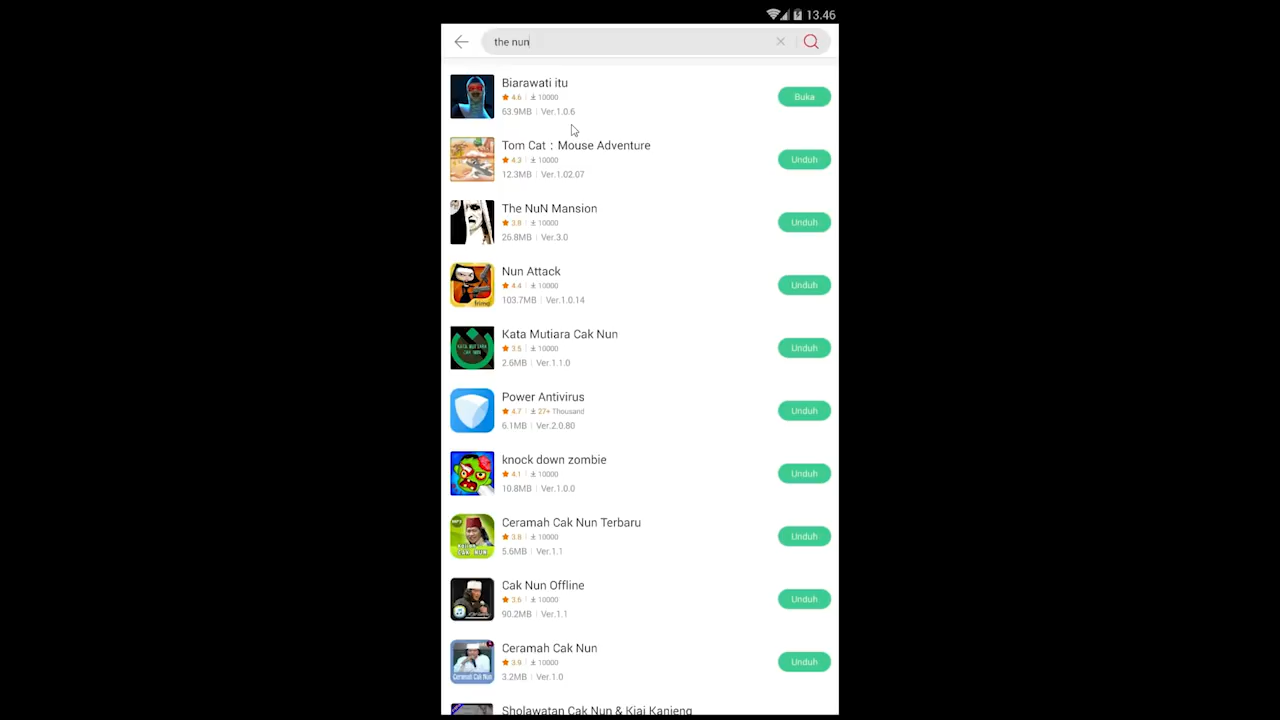 13.46
the nun
Biarawati itu
4.6 10000
63.9MB Ver.1.0.6
Buka
Tom Cat : Mouse Adventure
4.3 10000
12.3MB Ver.1.02.07
Unduh
The NuN Mansion
3.8 10000
26.8MB Ver.3.0
Unduh
Nun Attack
4.4 10000
103.7MB Ver.1.0.14
Unduh
Kata Mutiara Cak Nun
3.5 10000
2.6MB Ver.1.1.0
Unduh
Power Antivirus
4.7 27+ Thousand
6.1MB Ver.2.0.80
Unduh
knock down zombie
4.1 10000
10.8MB Ver.1.0.0
Unduh
Ceramah Cak Nun Terbaru
3.8 10000
5.6MB Ver.1.1
Unduh
Cak Nun Offline
3.6 10000
90.2MB Ver.1.1
Unduh
Ceramah Cak Nun
3.9 10000
3.2MB Ver.1.0
Unduh
Ceramah Cak Nun
Sholawatan Cak Nun & Kiai Kanjeng